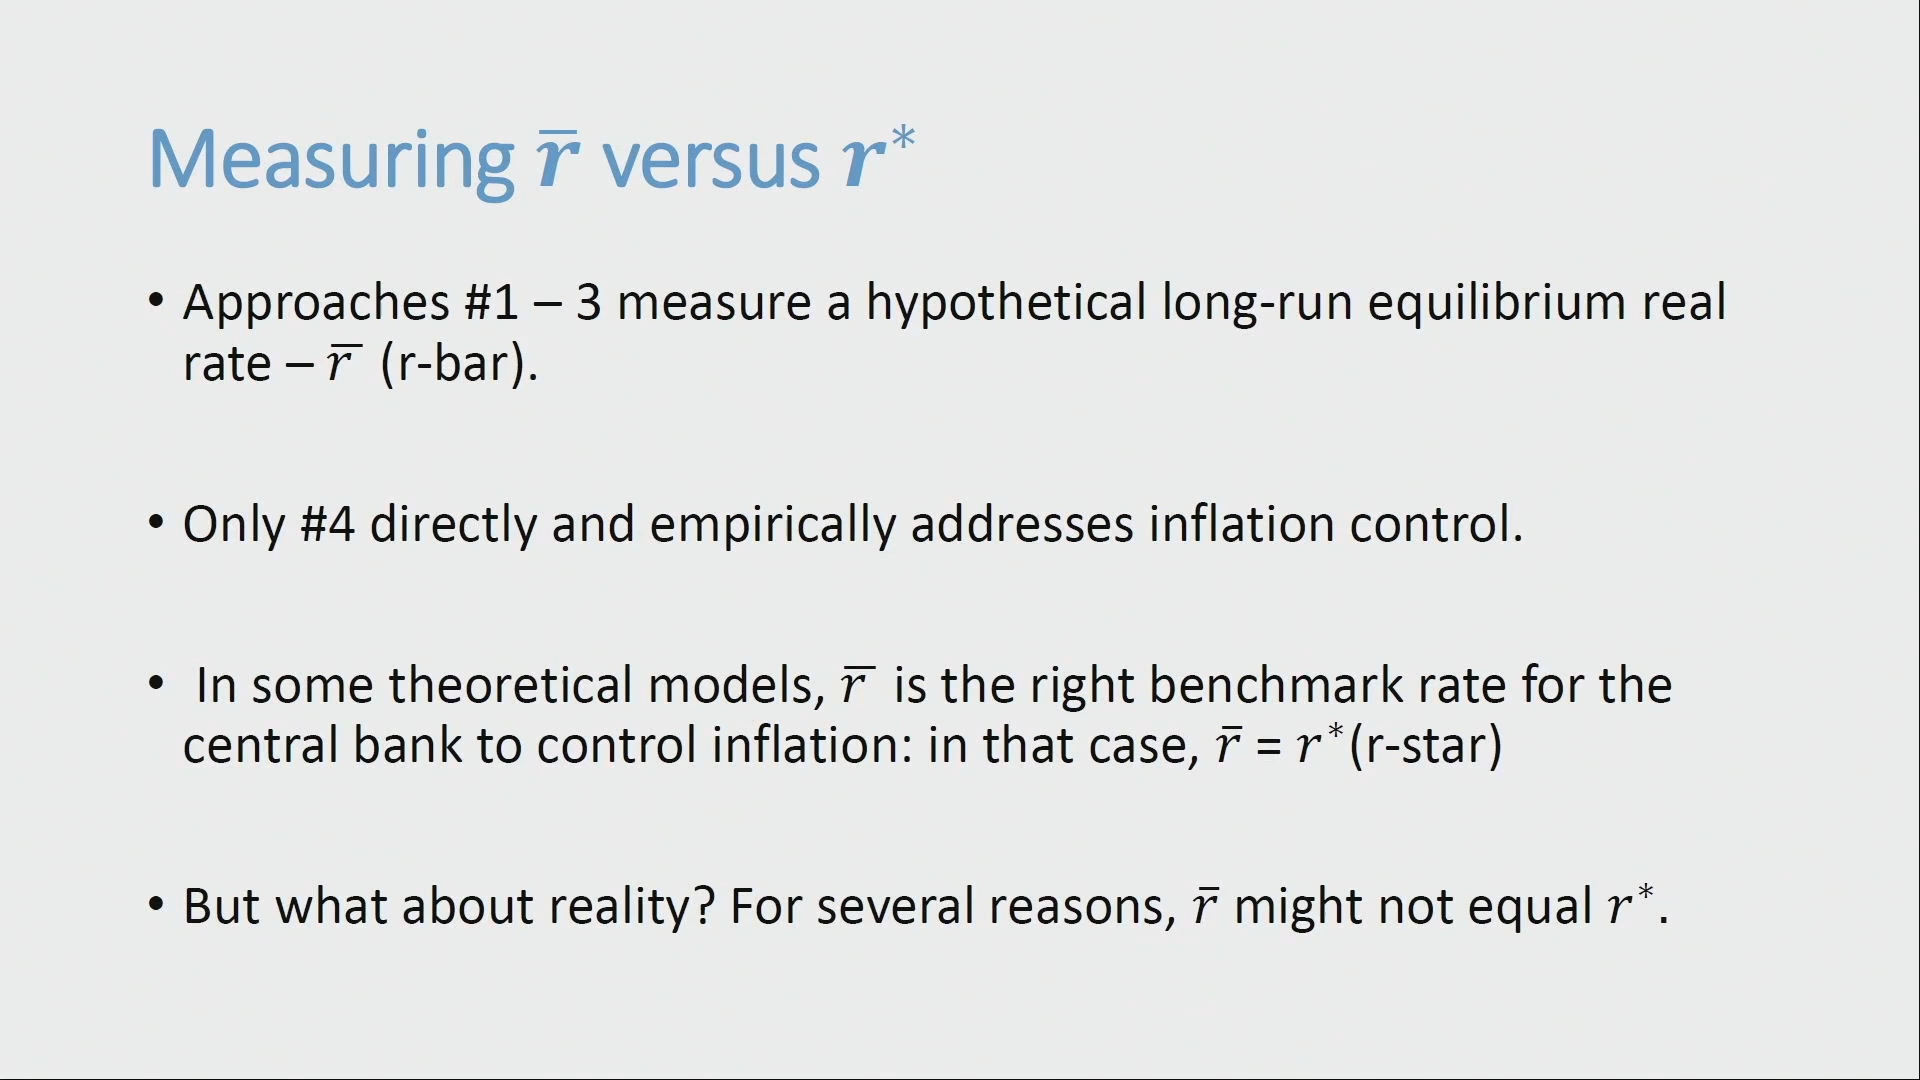 Measuring r̅ versus r*
• Approaches #1 – 3 measure a hypothetical long-run equilibrium real
rate – r̅ (r-bar).
• Only #4 directly and empirically addresses inflation control.
• In some theoretical models, r̅ is the right benchmark rate for the
central bank to control inflation: in that case, r̅ = r*(r-star)
• But what about reality? For several reasons, r̅ might not equal r*.